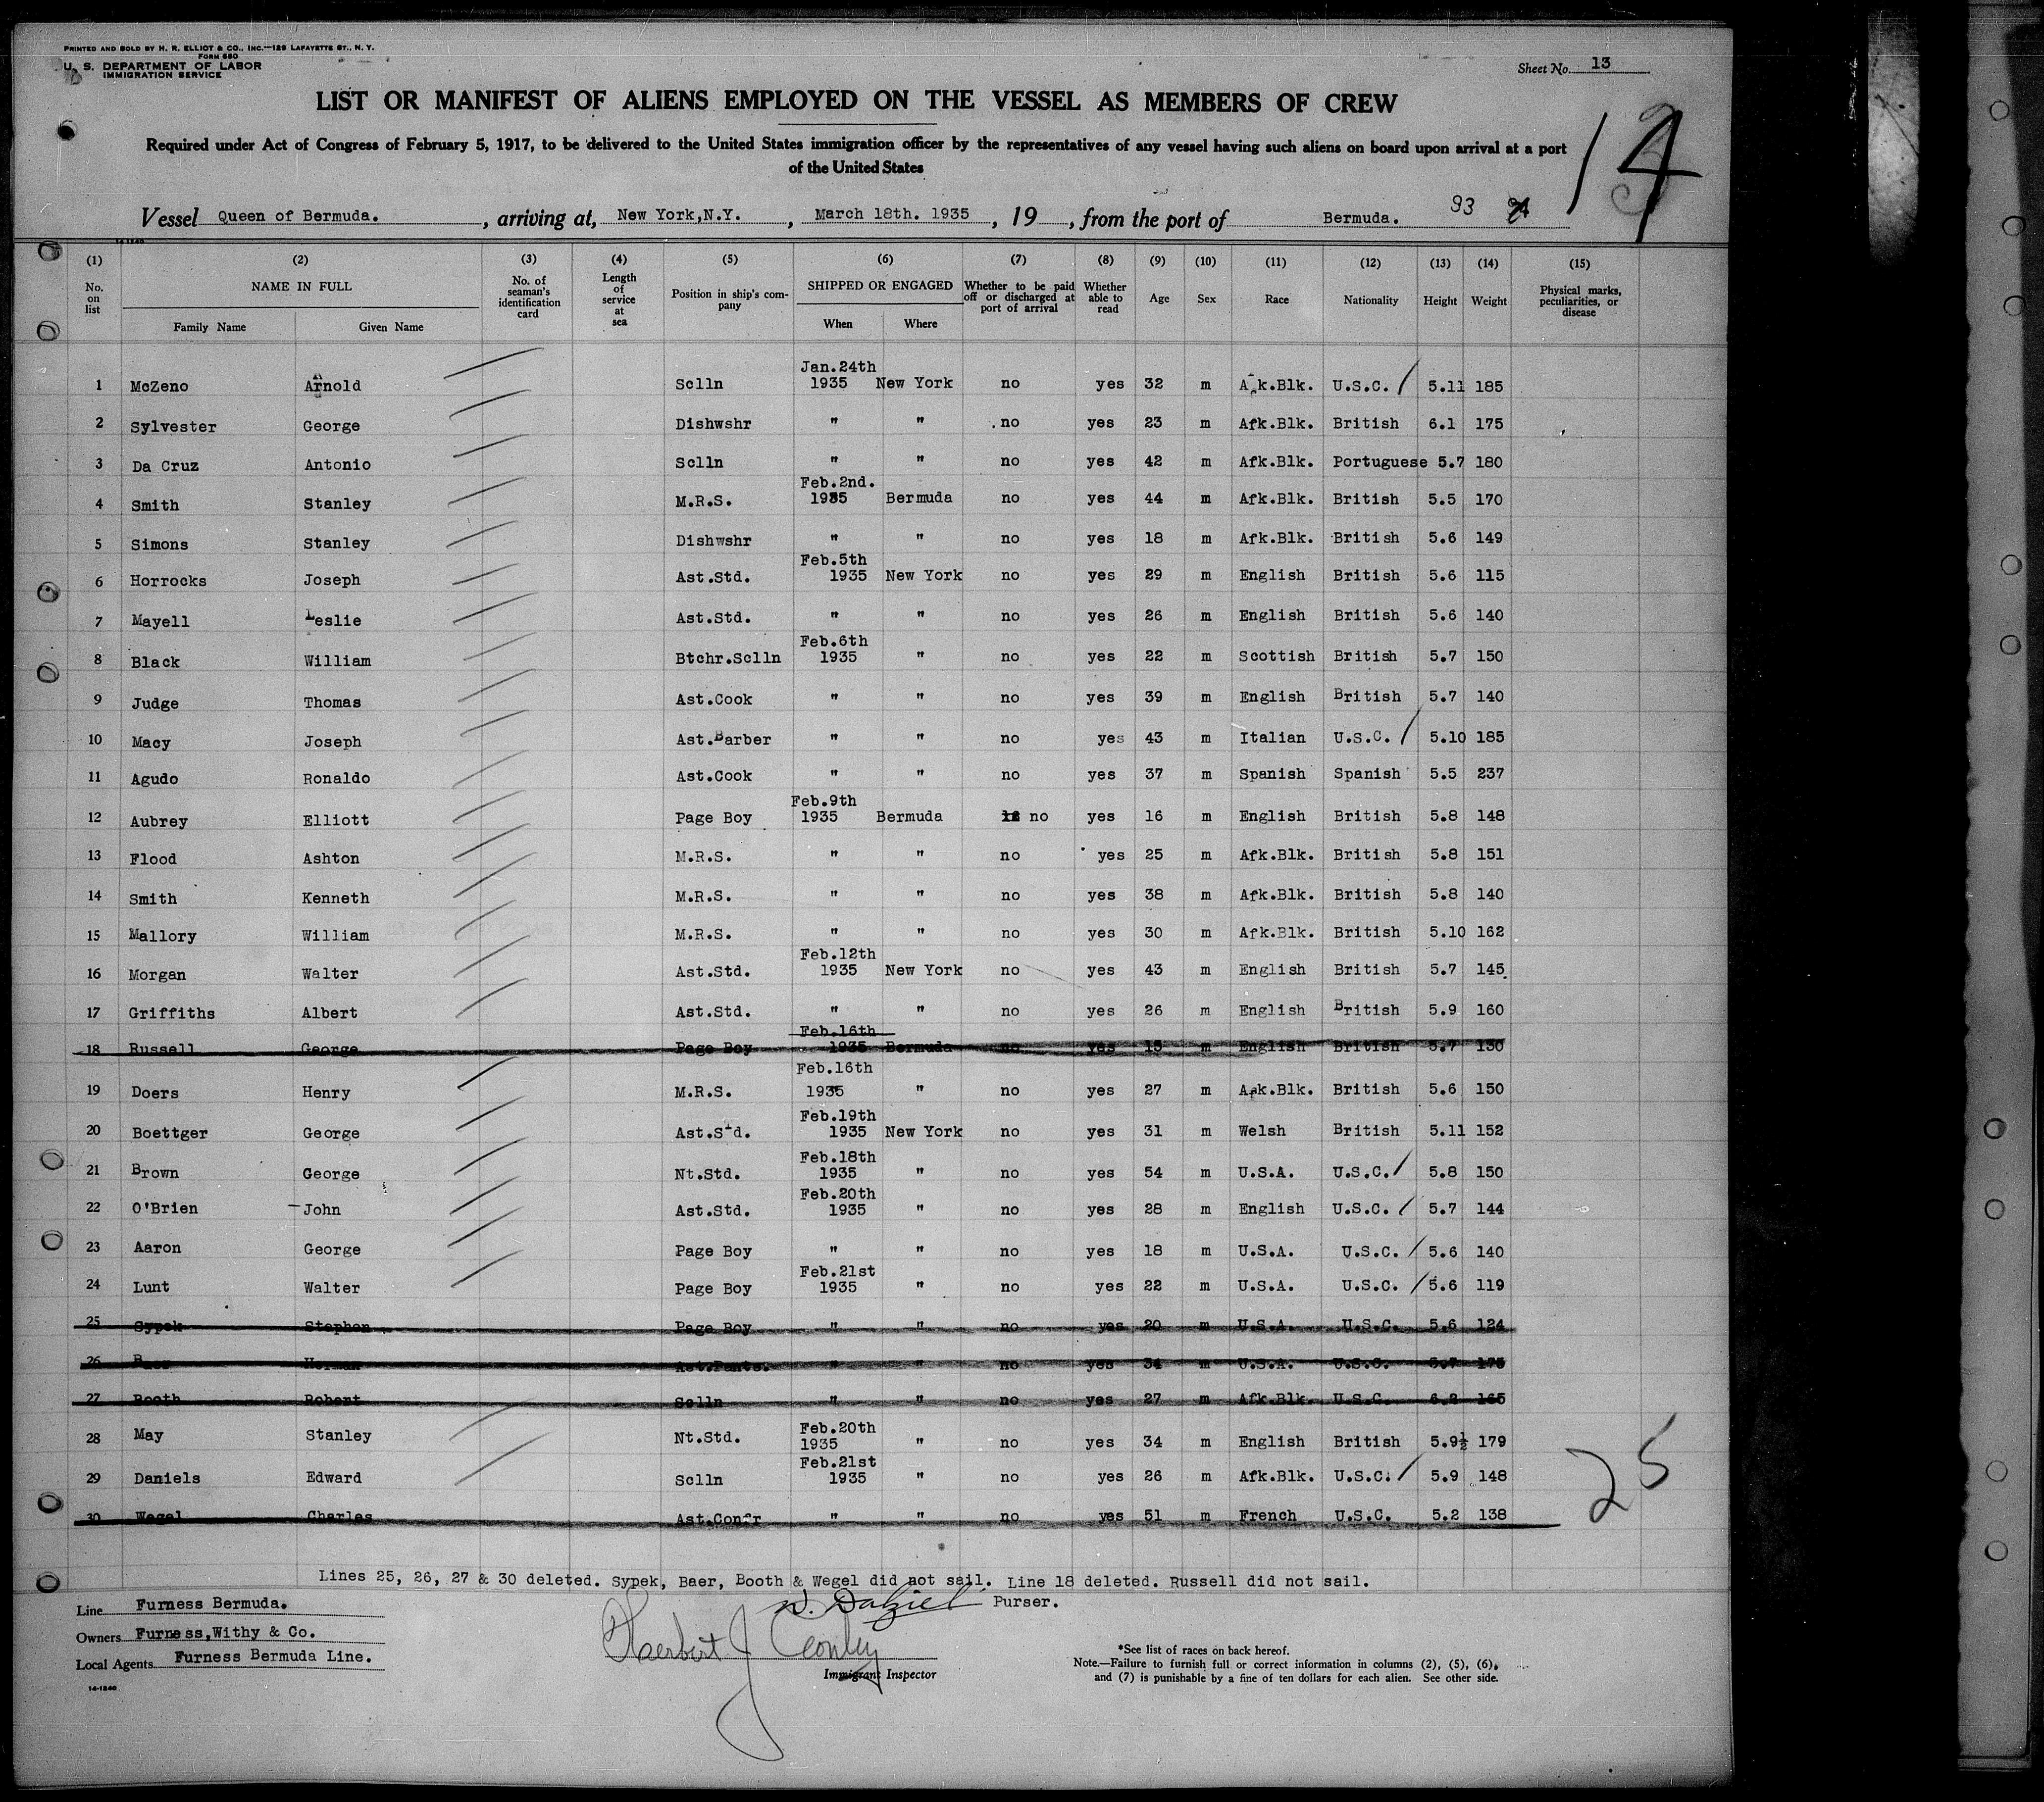 PRINTED AND SOLD BY H. R. ELLIOT & CO., INC.—129 LAFAYETTE ST., N. Y.
FORM 680
U. S. DEPARTMENT OF LABOR
IMMIGRATION SERVICE
Sheet No. 13
LIST OR MANIFEST OF ALIENS EMPLOYED ON THE VESSEL AS MEMBERS OF CREW
14
Required under Act of Congress of February 5, 1917, to be delivered to the United States immigration officer by the representatives of any vessel having such aliens on board upon arrival at a port
of the United States
93
Vessel Queen of Bermuda. , arriving at, New York,N.Y. , March 18th. 1935 , 19 , from the port of Bermuda.
(1) (2) (3) (4) (5) (6) (7) (8) (9) (10) (11) (12) (13) (14) (15)
No. on list NAME IN FULL Family Name Given Name No. of seaman's identification card Length of service at sea Position in ship's company SHIPPED OR ENGAGED When Where Whether to be paid off or discharged at port of arrival Whether able to read Age Sex Race Nationality Height Weight Physical marks, peculiarities, or disease
Jan.24th
1 McZeno Arnold Sclln 1935 New York no yes 32 m Afk.Blk. U.S.C. 5.11 185
2 Sylvester George Dishwshr " " no yes 23 m Afk.Blk. British 6.1 175
3 Da Cruz Antonio Sclln " " no yes 42 m Afk.Blk. Portuguese 5.7 180
Feb.2nd.
4 Smith Stanley M.R.S. 1935 Bermuda no yes 44 m Afk.Blk. British 5.5 170
5 Simons Stanley Dishwshr " " no yes 18 m Afk.Blk. British 5.6 149
Feb.5th
6 Horrocks Joseph Ast.Std. 1935 New York no yes 29 m English British 5.6 115
7 Mayell Leslie Ast.Std. " " no yes 26 m English British 5.6 140
Feb.6th
8 Black William Btchr.Sclln 1935 " no yes 22 m Scottish British 5.7 150
9 Judge Thomas Ast.Cook " " no yes 39 m English British 5.7 140
10 Macy Joseph Ast.Barber " " no yes 43 m Italian U.S.C. 5.10 185
11 Agudo Ronaldo Ast.Cook " " no yes 37 m Spanish Spanish 5.5 237
Feb.9th
12 Aubrey Elliott Page Boy 1935 Bermuda no yes 16 m English British 5.8 148
13 Flood Ashton M.R.S. " " no yes 25 m Afk.Blk. British 5.8 151
14 Smith Kenneth M.R.S. " " no yes 38 m Afk.Blk. British 5.8 140
15 Mallory William M.R.S. " " no yes 30 m Afk.Blk. British 5.10 162
Feb.12th
16 Morgan Walter Ast.Std. 1935 New York no yes 43 m English British 5.7 145
17 Griffiths Albert Ast.Std. " " no yes 26 m English British 5.9 160
Feb.16th
18 Russell George Page Boy 1935 Bermuda no yes 15 m English British 5.7 130
Feb.16th
19 Doers Henry M.R.S. 1935 " no yes 27 m Afk.Blk. British 5.6 150
Feb.19th
20 Boettger George Ast.Std. 1935 New York no yes 31 m Welsh British 5.11 152
Feb.18th
21 Brown George Nt.Std. 1935 " no yes 54 m U.S.A. U.S.C. 5.8 150
Feb.20th
22 O'Brien John Ast.Std. 1935 " no yes 28 m English U.S.C. 5.7 144
23 Aaron George Page Boy " " no yes 18 m U.S.A. U.S.C. 5.6 140
Feb.21st
24 Lunt Walter Page Boy 1935 " no yes 22 m U.S.A. U.S.C. 5.6 119
25 Sypek Stephen Page Boy " " no yes 20 m U.S.A. U.S.C. 5.6 124
26 Baer Herman " " no yes 34 m U.S.A. U.S.C. 5.7 175
27 Booth Robert Sclln " " no yes 27 m Afk.Blk. U.S.C. 6.2 165
Feb.20th
28 May Stanley Nt.Std. 1935 " no yes 34 m English British 5.9½ 179
Feb.21st
29 Daniels Edward Sclln 1935 " no yes 26 m Afk.Blk. U.S.C. 5.9 148
25
30 Wegel Charles Ast.Confr " " no yes 51 m French U.S.C. 5.2 138
Lines 25, 26, 27 & 30 deleted. Sypek, Baer, Booth & Wegel did not sail. Line 18 deleted. Russell did not sail.
Line Furness Bermuda.
W. Dalziel Purser.
Owners Furness,Withy & Co.
Herbert J Conley
Local Agents Furness Bermuda Line.
Immigrant Inspector
*See list of races on back hereof.
Note.—Failure to furnish full or correct information in columns (2), (5), (6),
and (7) is punishable by a fine of ten dollars for each alien. See other side.
14-1240